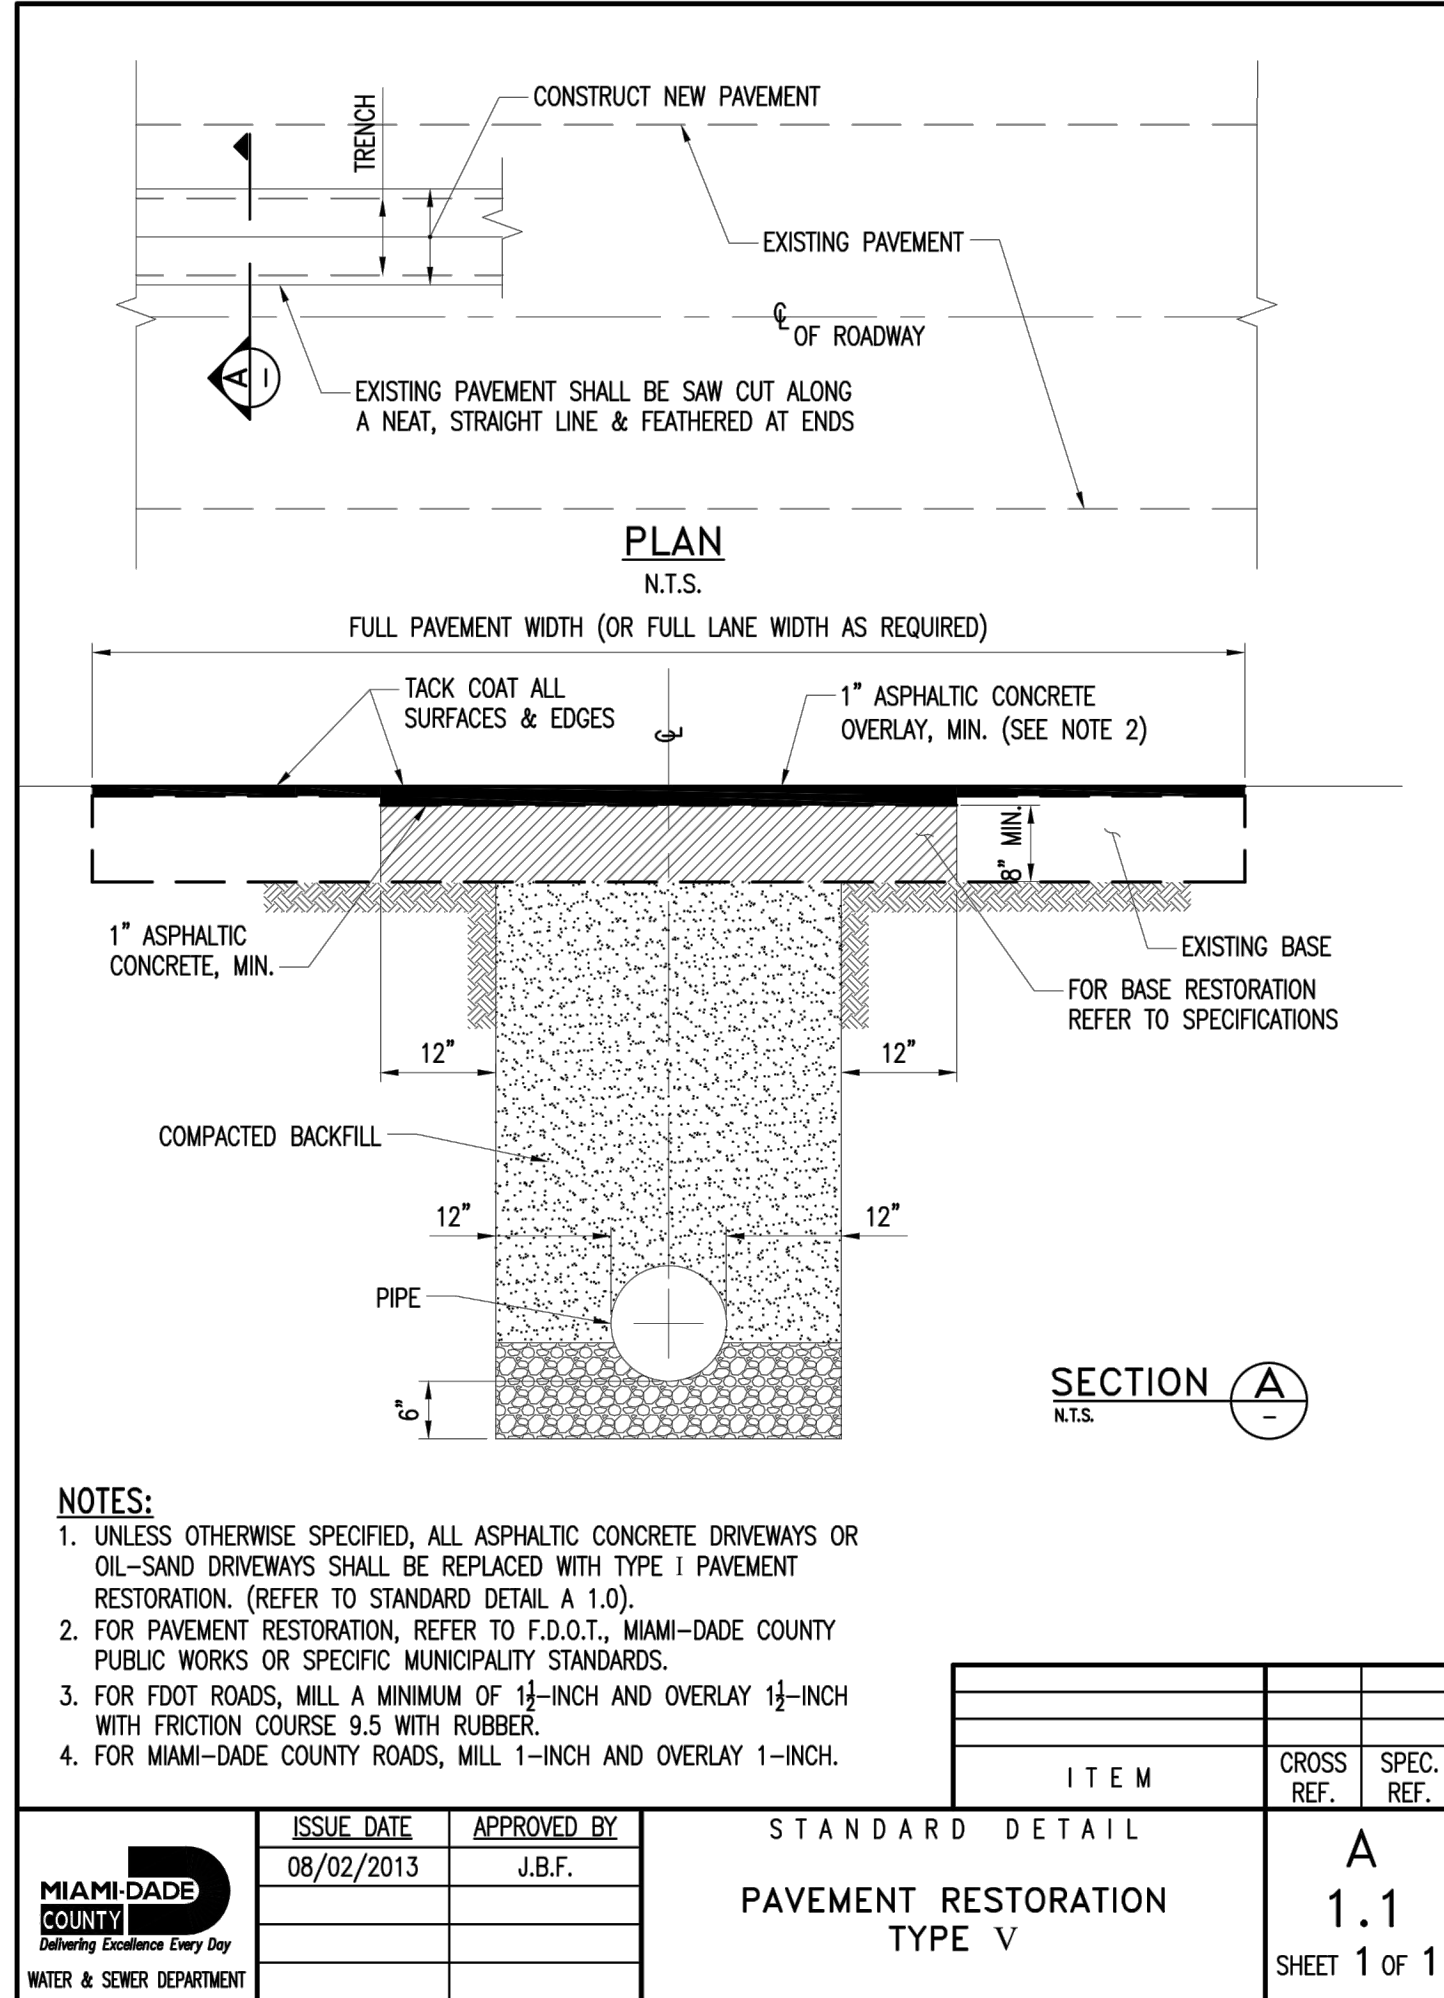 TRENCH
CONSTRUCT NEW PAVEMENT
EXISTING PAVEMENT
℄
OF ROADWAY
A
–
EXISTING PAVEMENT SHALL BE SAW CUT ALONG
A NEAT, STRAIGHT LINE & FEATHERED AT ENDS
PLAN
N.T.S.
FULL PAVEMENT WIDTH (OR FULL LANE WIDTH AS REQUIRED)
TACK COAT ALL
SURFACES & EDGES
℄
1" ASPHALTIC CONCRETE
OVERLAY, MIN. (SEE NOTE 2)
8" MIN.
1" ASPHALTIC
CONCRETE, MIN.
EXISTING BASE
FOR BASE RESTORATION
REFER TO SPECIFICATIONS
12"
12"
COMPACTED BACKFILL
12"
12"
PIPE
6"
SECTION
N.T.S.
A
–
NOTES:
1. UNLESS OTHERWISE SPECIFIED, ALL ASPHALTIC CONCRETE DRIVEWAYS OR
OIL–SAND DRIVEWAYS SHALL BE REPLACED WITH TYPE I PAVEMENT
RESTORATION. (REFER TO STANDARD DETAIL A 1.0).
2. FOR PAVEMENT RESTORATION, REFER TO F.D.O.T., MIAMI–DADE COUNTY
PUBLIC WORKS OR SPECIFIC MUNICIPALITY STANDARDS.
3. FOR FDOT ROADS, MILL A MINIMUM OF 1½–INCH AND OVERLAY 1½–INCH
WITH FRICTION COURSE 9.5 WITH RUBBER.
4. FOR MIAMI–DADE COUNTY ROADS, MILL 1–INCH AND OVERLAY 1–INCH.
ITEM
CROSS
REF.
SPEC.
REF.
MIAMI-DADE
COUNTY
Delivering Excellence Every Day
WATER & SEWER DEPARTMENT
ISSUE DATE
08/02/2013
APPROVED BY
J.B.F.
STANDARD DETAIL
PAVEMENT RESTORATION
TYPE V
A
1.1
SHEET 1 OF 1